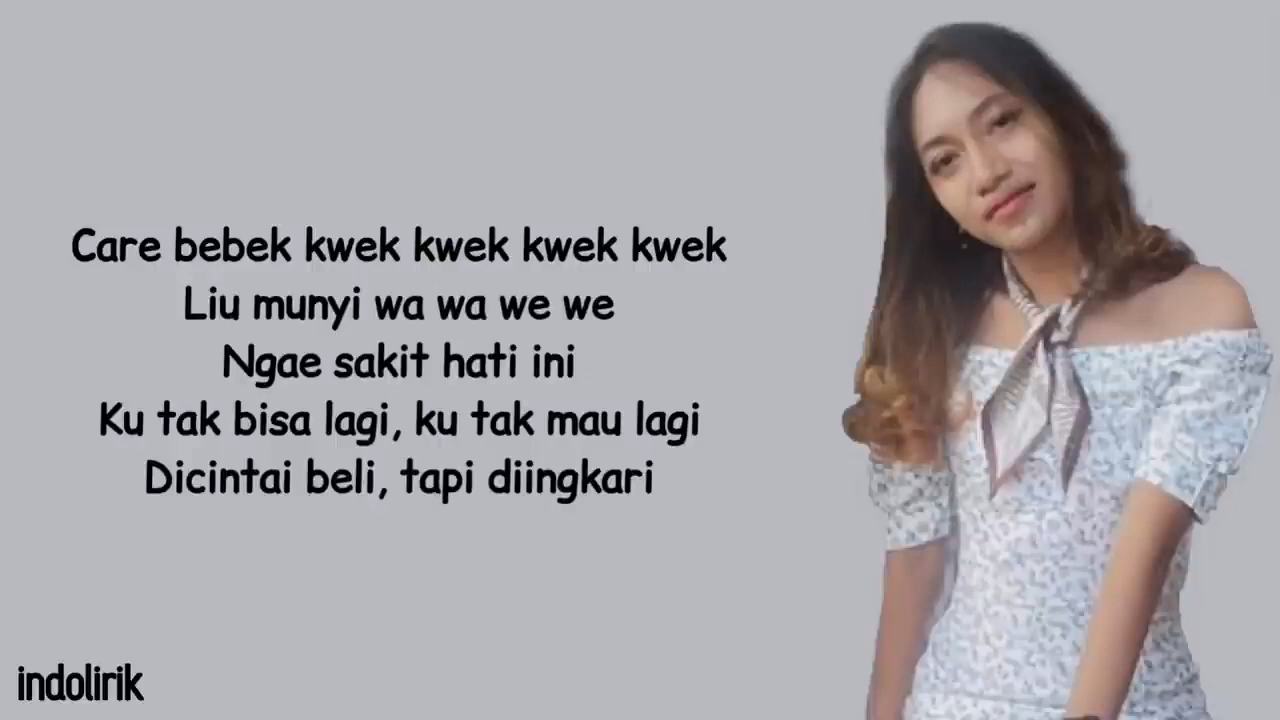 Care bebek kwek kwek kwek kwek
Liu munyi wa wa we we
Ngae sakit hati ini
Ku tak bisa lagi, ku tak mau lagi
Dicintai beli, tapi diingkari
indolirik